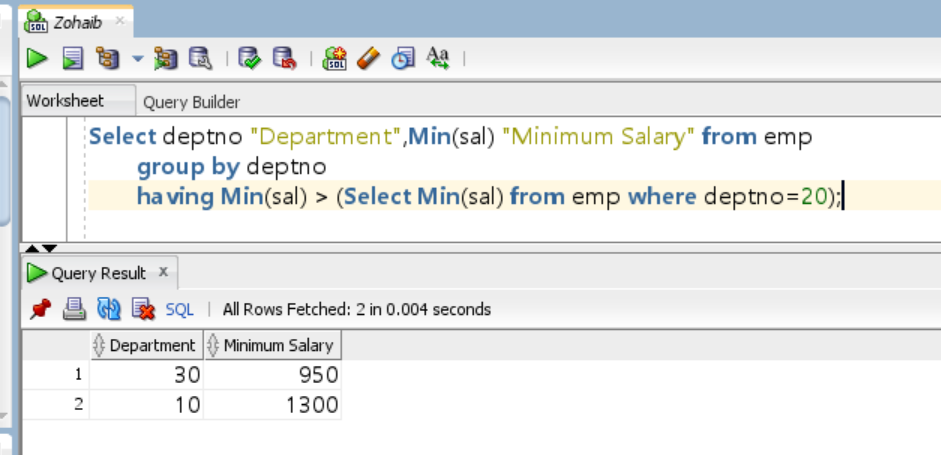 Zohaib
Worksheet Query Builder
Select deptno "Department",Min(sal) "Minimum Salary" from emp
group by deptno
having Min(sal) > (Select Min(sal) from emp where deptno=20);
Query Result x
SQL | All Rows Fetched: 2 in 0.004 seconds
Department Minimum Salary
1 30 950
2 10 1300